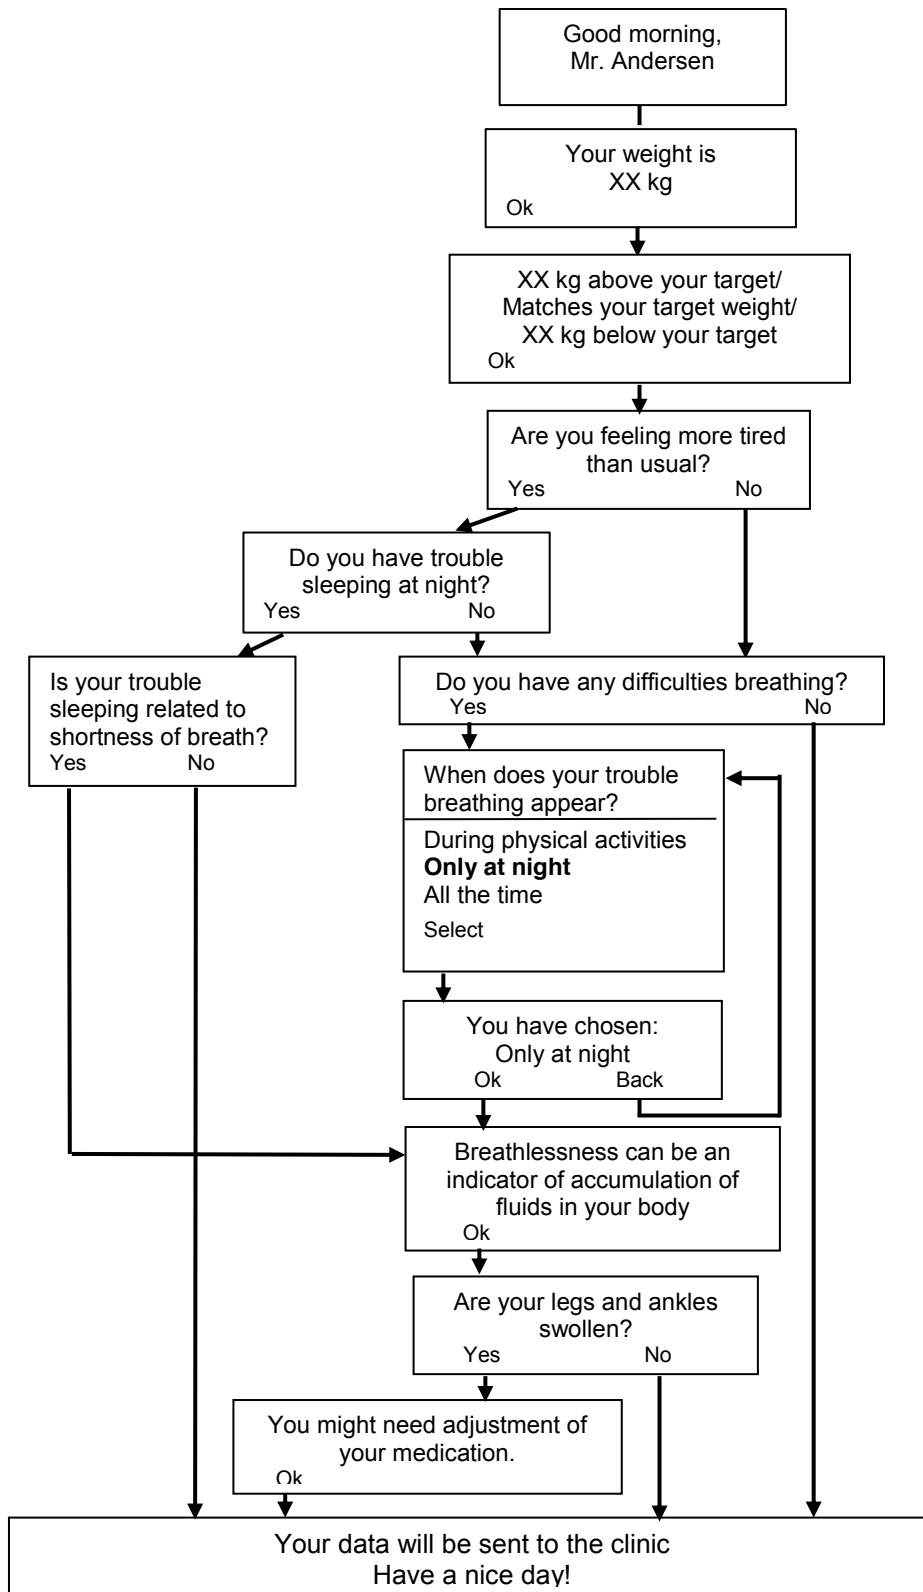 Good morning,
Mr. Andersen
Your weight is
XX kg
Ok
XX kg above your target/
Matches your target weight/
XX kg below your target
Ok
Are you feeling more tired
than usual?
Yes No
Do you have trouble
sleeping at night?
Yes No
Is your trouble
sleeping related to
shortness of breath?
Yes No
Do you have any difficulties breathing?
Yes No
When does your trouble
breathing appear?
During physical activities
Only at night
All the time
Select
You have chosen:
Only at night
Ok Back
Breathlessness can be an
indicator of accumulation of
fluids in your body
Ok
Are your legs and ankles
swollen?
Yes No
You might need adjustment of
your medication.
Ok
Your data will be sent to the clinic
Have a nice day!